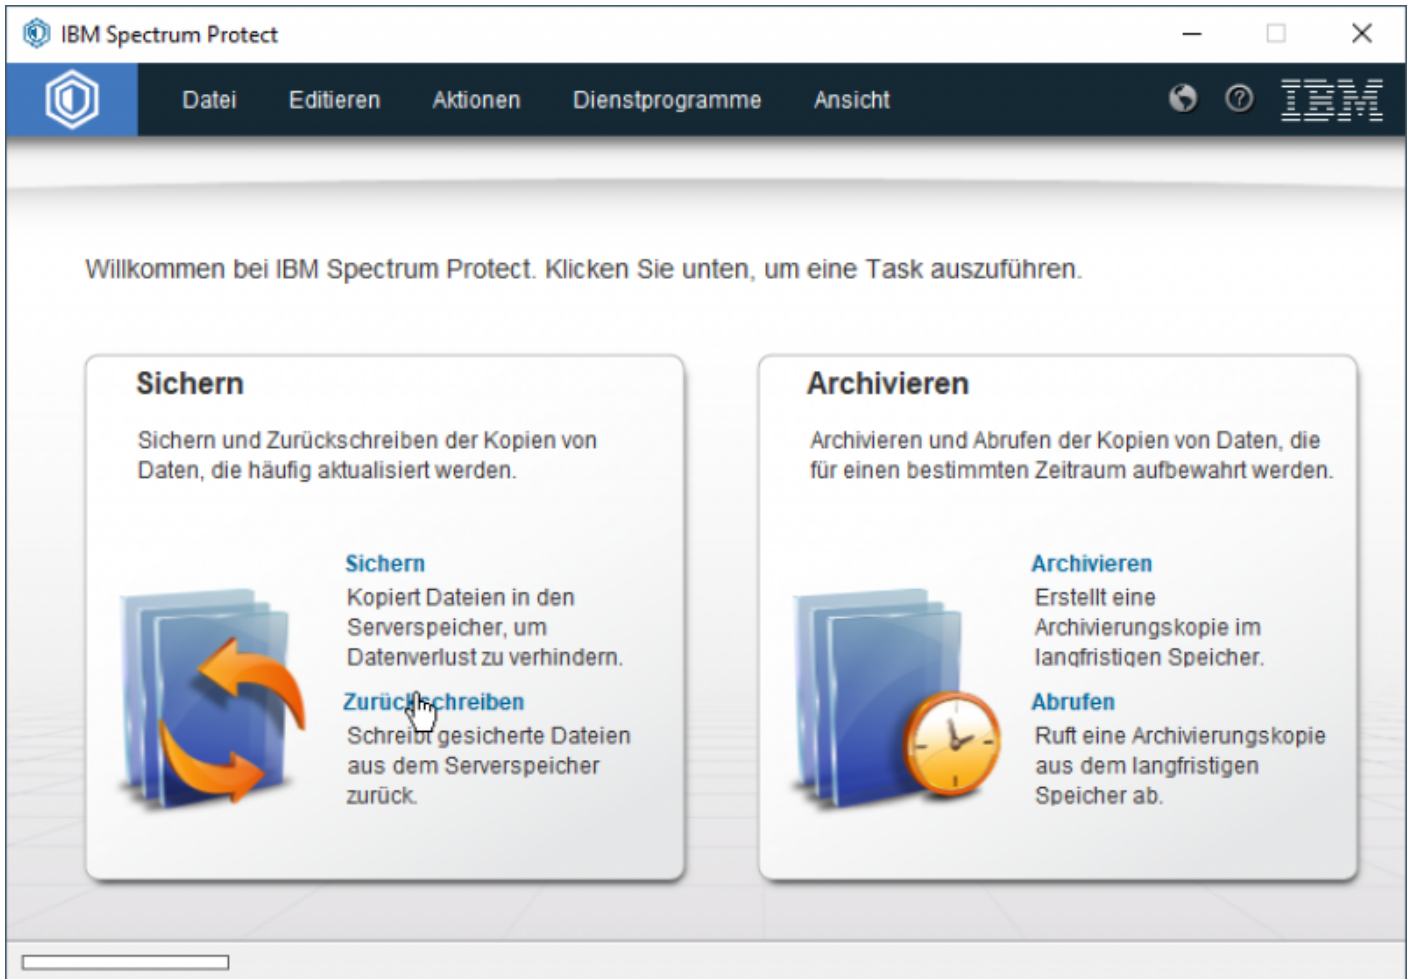 IBM Spectrum Protect
Datei Editieren Aktionen Dienstprogramme Ansicht IBM
Willkommen bei IBM Spectrum Protect. Klicken Sie unten, um eine Task auszuführen.
Sichern
Sichern und Zurückschreiben der Kopien von
Daten, die häufig aktualisiert werden.
Sichern
Kopiert Dateien in den
Serverspeicher, um
Datenverlust zu verhindern.
Zurückschreiben
Schreibt gesicherte Dateien
aus dem Serverspeicher
zurück.
Archivieren
Archivieren und Abrufen der Kopien von Daten, die
für einen bestimmten Zeitraum aufbewahrt werden.
Archivieren
Erstellt eine
Archivierungskopie im
langfristigen Speicher.
Abrufen
Ruft eine Archivierungskopie
aus dem langfristigen
Speicher ab.